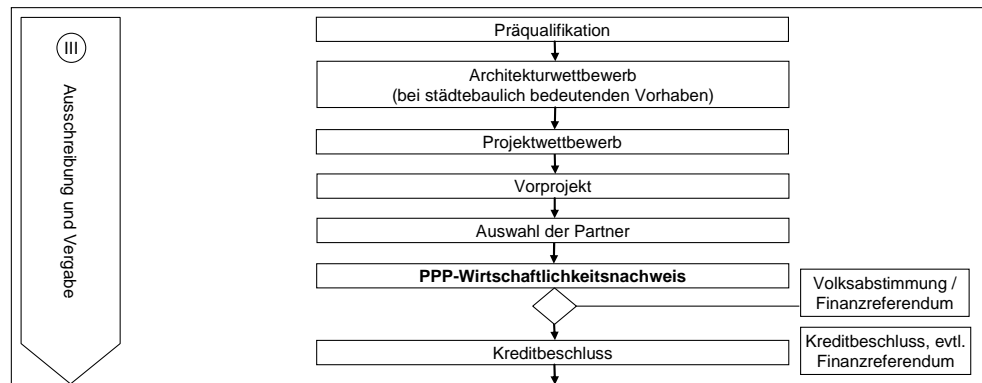 III
Ausschreibung und Vergabe
Präqualifikation
Architekturwettbewerb
(bei städtebaulich bedeutenden Vorhaben)
Projektwettbewerb
Vorprojekt
Auswahl der Partner
PPP-Wirtschaftlichkeitsnachweis
Volksabstimmung /
Finanzreferendum
Kreditbeschluss
Kreditbeschluss, evtl.
Finanzreferendum